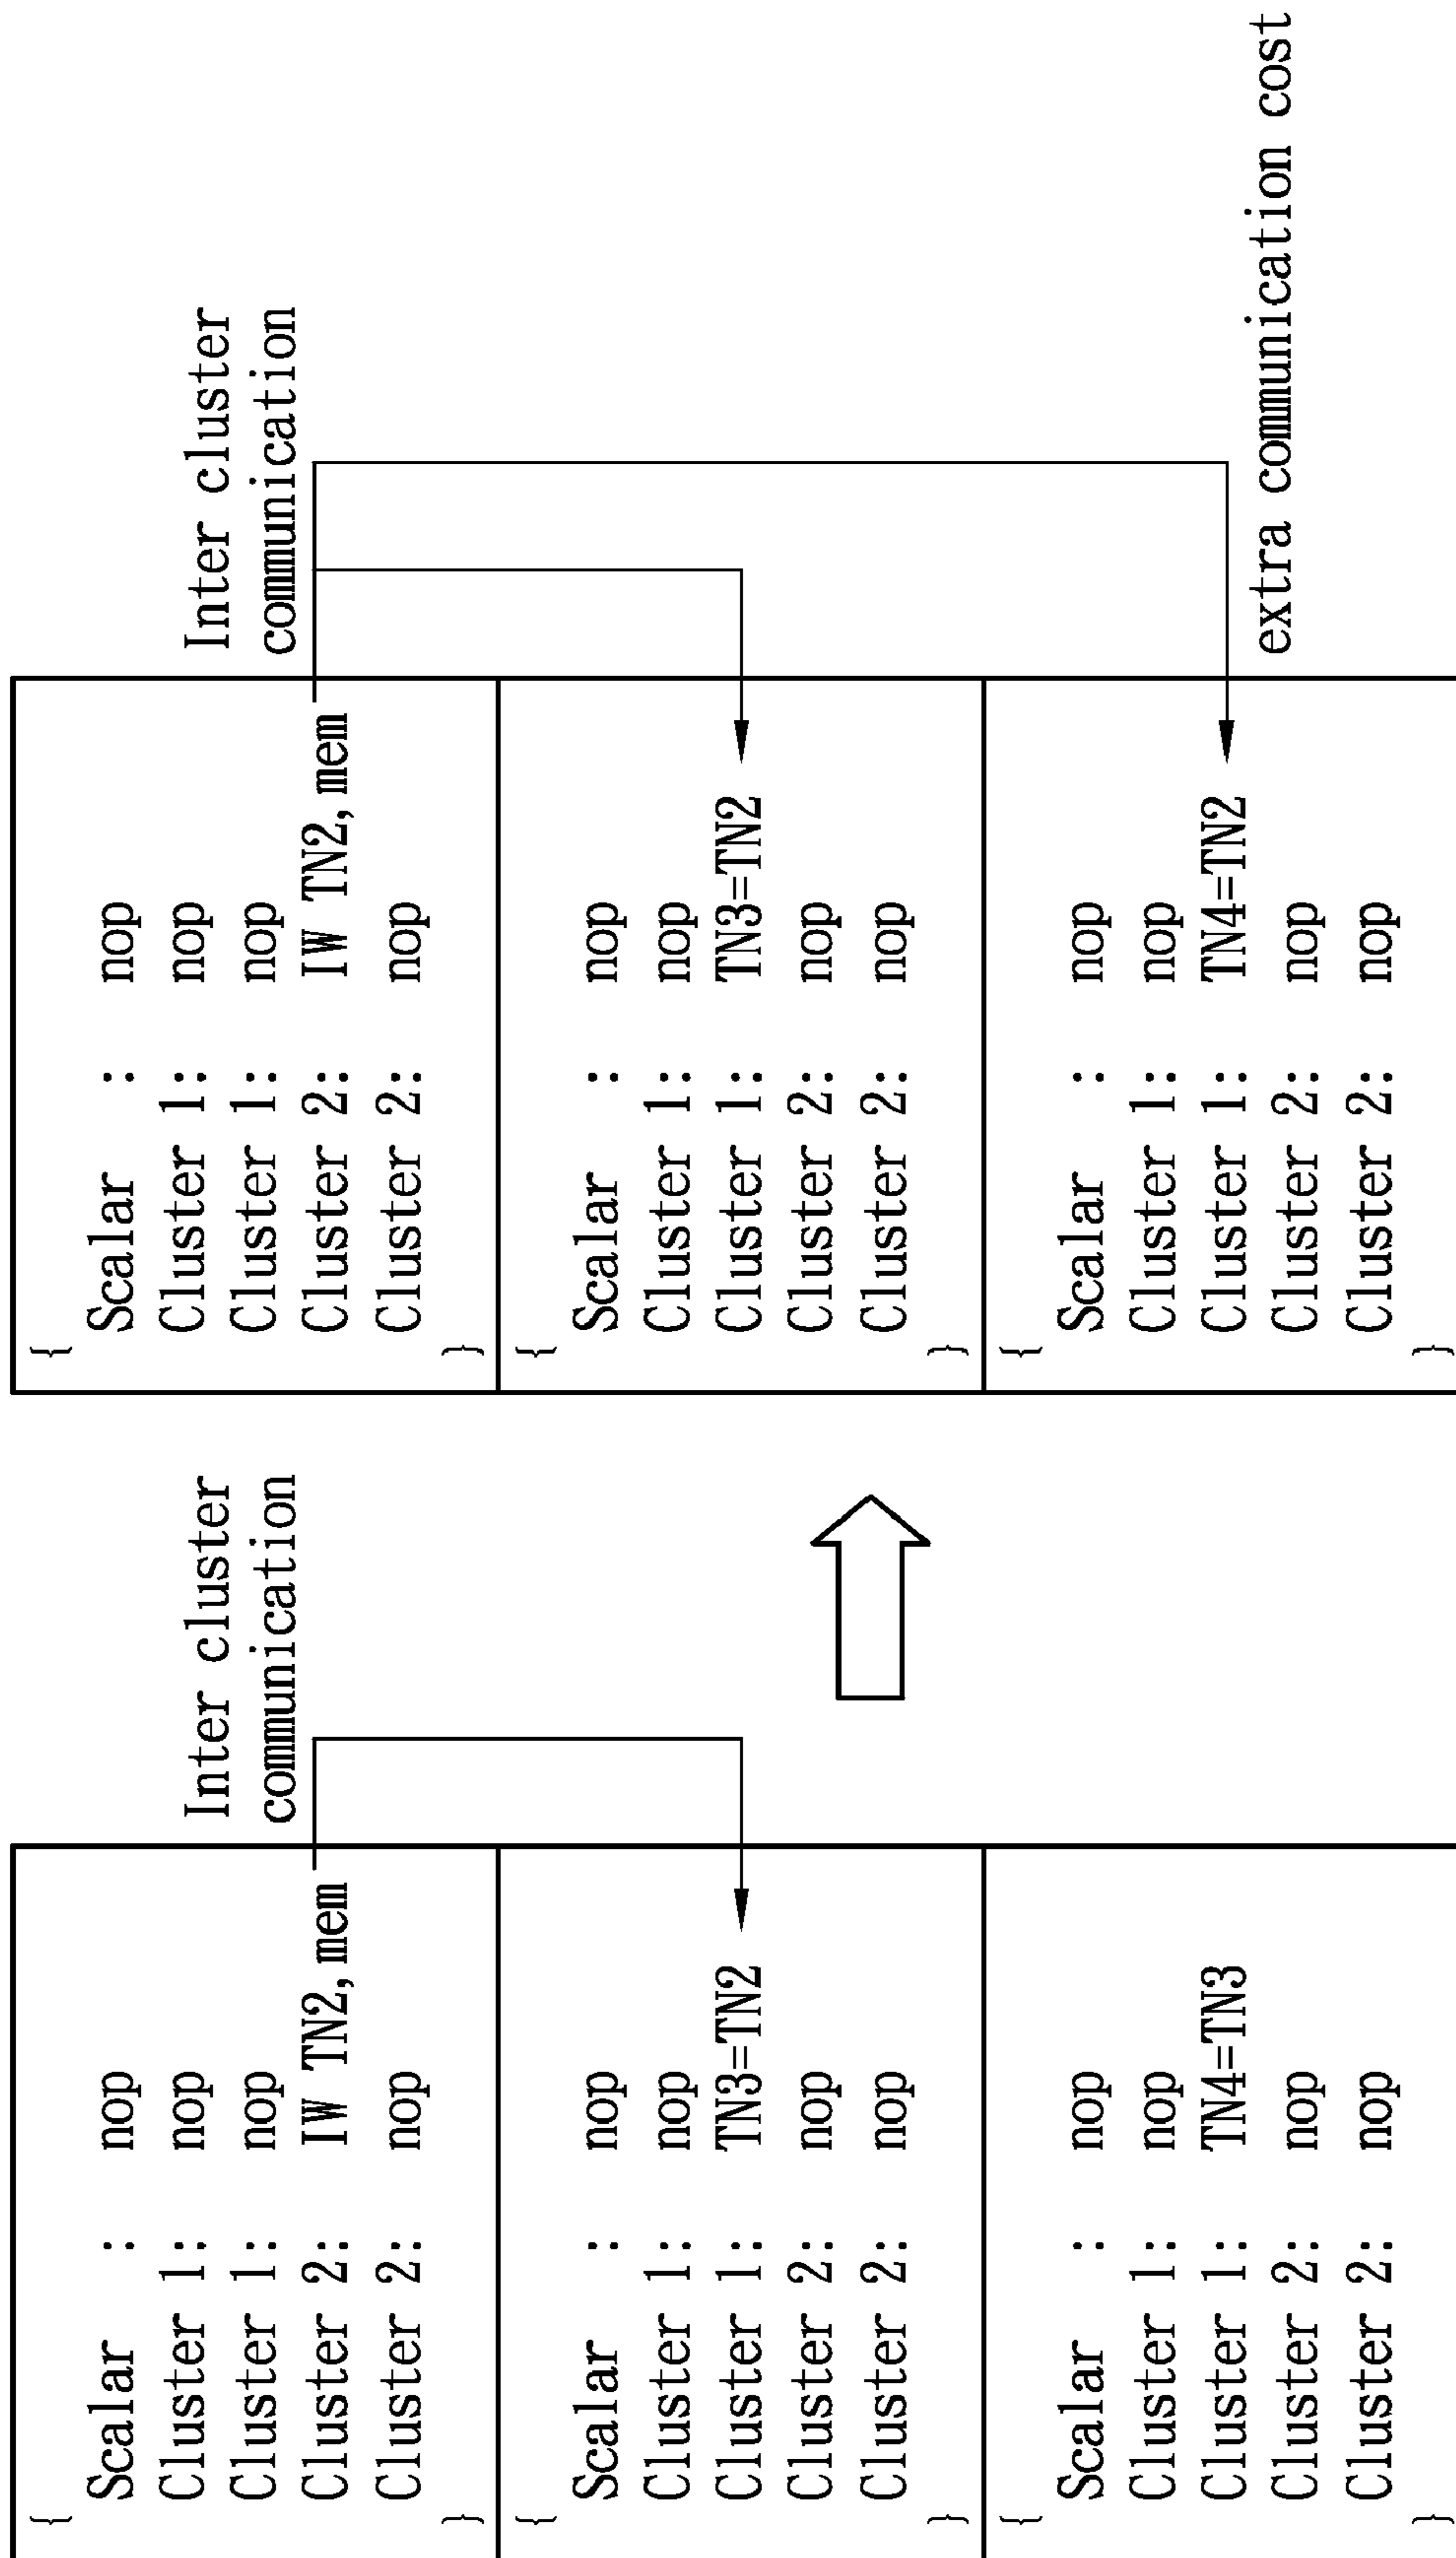 {
Scalar : nop
Cluster 1: nop
Cluster 1: nop
Cluster 2: IW TN2,mem
Cluster 2: nop
}
Inter cluster
communication
{
Scalar : nop
Cluster 1: nop
Cluster 1: TN3=TN2
Cluster 2: nop
Cluster 2: nop
}
{
Scalar : nop
Cluster 1: nop
Cluster 1: TN4=TN3
Cluster 2: nop
Cluster 2: nop
}
{
Scalar : nop
Cluster 1: nop
Cluster 1: nop
Cluster 2: IW TN2,mem
Cluster 2: nop
}
Inter cluster
communication
{
Scalar : nop
Cluster 1: nop
Cluster 1: TN3=TN2
Cluster 2: nop
Cluster 2: nop
}
{
Scalar : nop
Cluster 1: nop
Cluster 1: TN4=TN2
Cluster 2: nop
Cluster 2: nop
}
extra communication cost